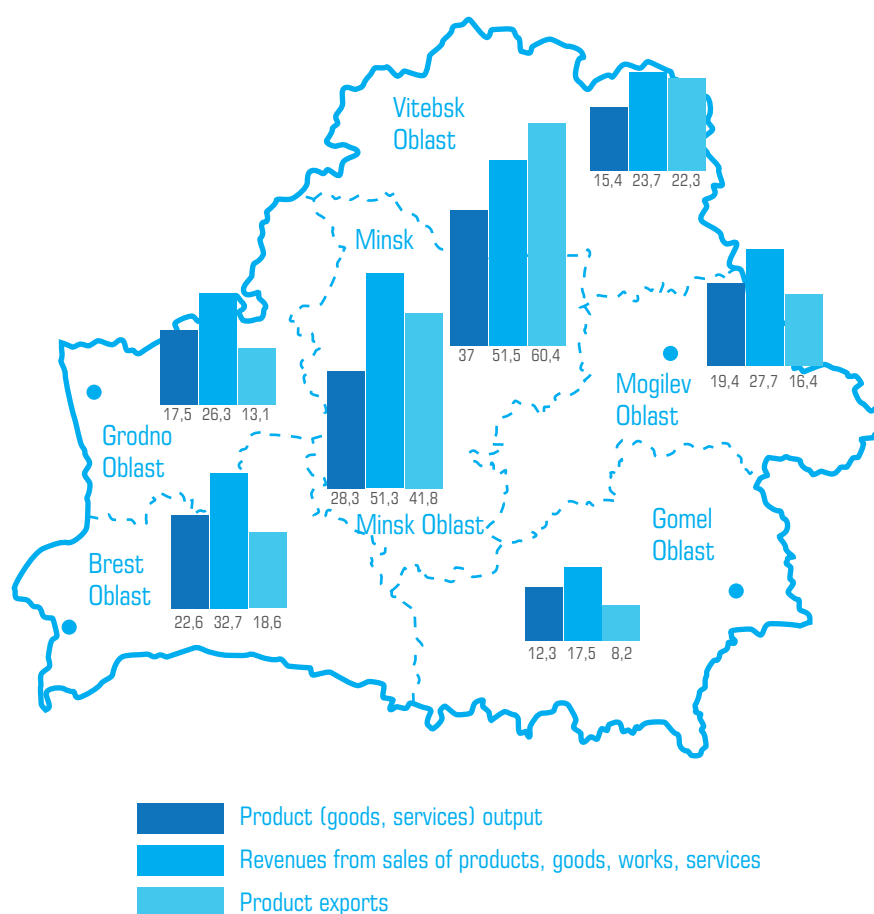 Vitebsk
Oblast
15,4 23,7 22,3
Minsk
37 51,5 60,4
19,4 27,7 16,4
Mogilev
Oblast
17,5 26,3 13,1
Grodno
Oblast
28,3 51,3 41,8
Minsk Oblast
Gomel
Oblast
Brest
Oblast
22,6 32,7 18,6
12,3 17,5 8,2
Product (goods, services) output
Revenues from sales of products, goods, works, services
Product exports